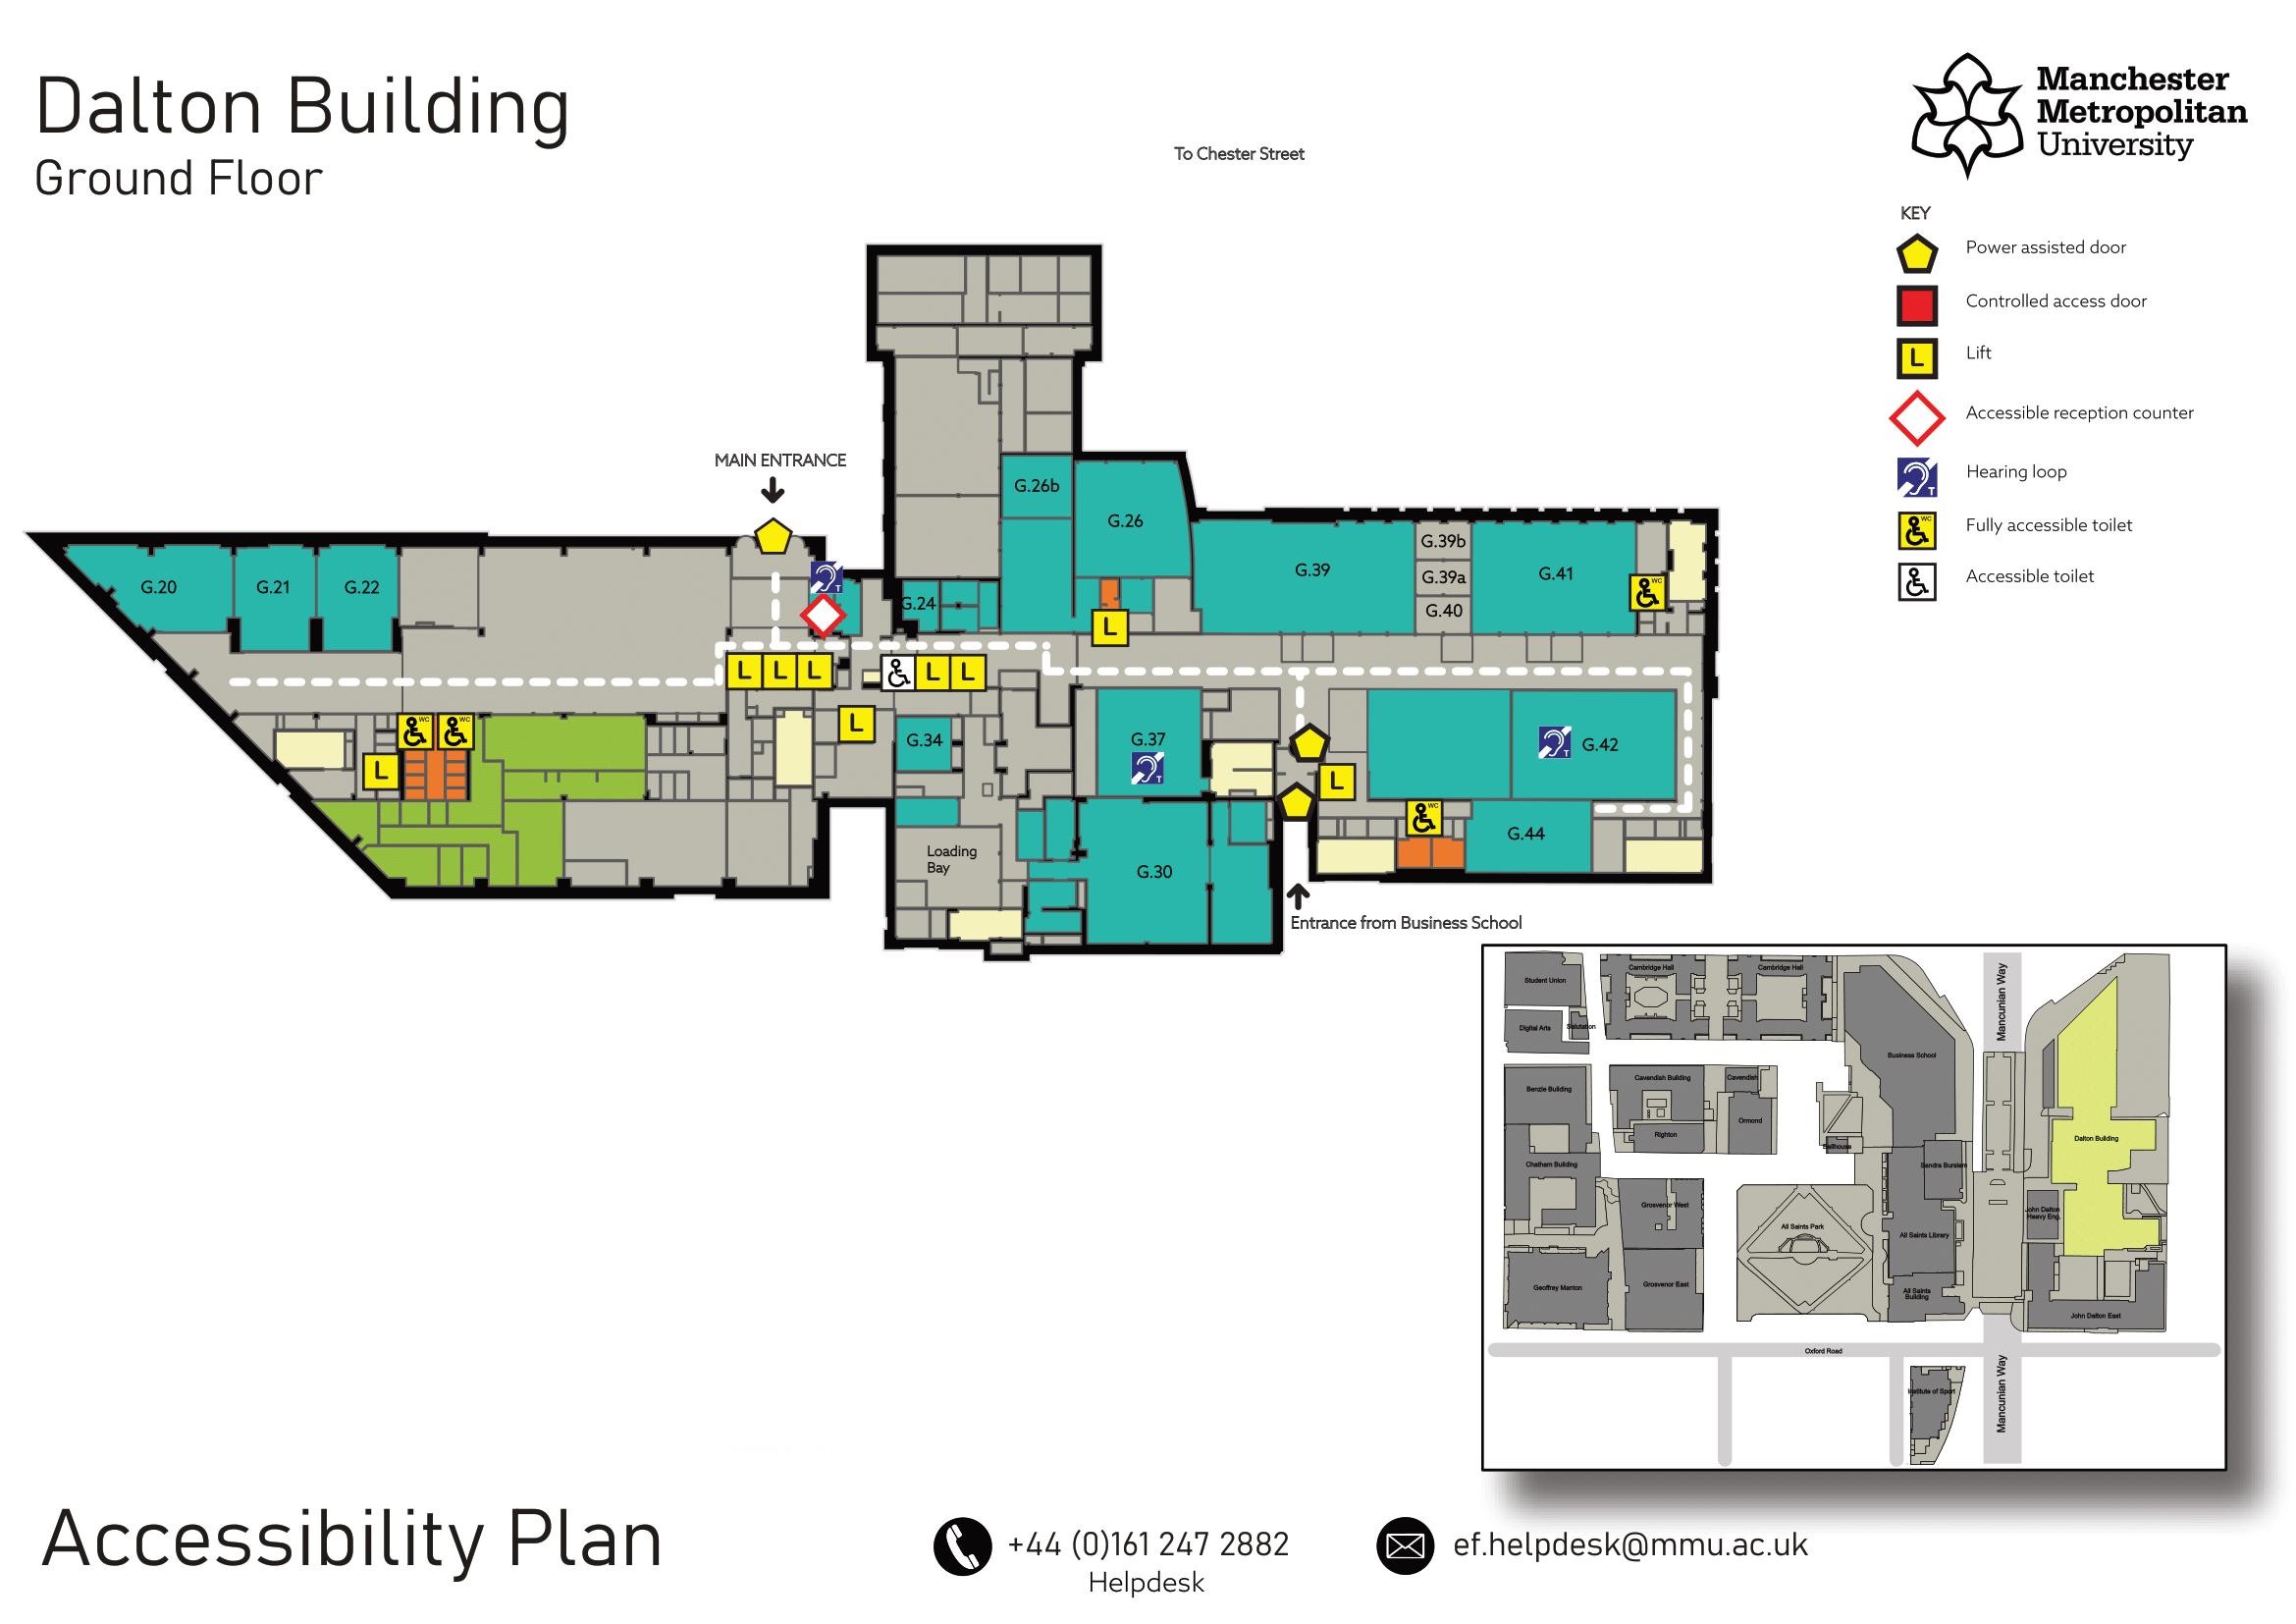 Dalton Building
Ground Floor
To Chester Street
Manchester
Metropolitan
University
KEY
Power assisted door
Controlled access door
L
Lift
Accessible reception counter
T
Hearing loop
WC
Fully accessible toilet
Accessible toilet
MAIN ENTRANCE
G.26b
G.26
G.39b
G.39
G.39a
G.41
G.40
G.20
G.21
G.22
T
G.24
WC
L
L
L
L
L
L
WC
WC
L
G.34
G.37
T
T
G.42
L
L
WC
G.44
Loading
Bay
G.30
Entrance from Business School
Student Union
Cambridge Hall
Cambridge Hall
Mancunian Way
Digital Arts
Salutation
Business School
Benzie Building
Cavendish Building
Cavendish
Ormond
Righton
Bellhouse
Dalton Building
Chatham Building
Sandra Burslem
Grosvenor West
All Saints Park
All Saints Library
John Dalton
Heavy Eng.
Geoffrey Manton
Grosvenor East
All Saints
Building
John Dalton East
Oxford Road
Institute of Sport
Mancunian Way
Accessibility Plan
+44 (0)161 247 2882
Helpdesk
ef.helpdesk@mmu.ac.uk